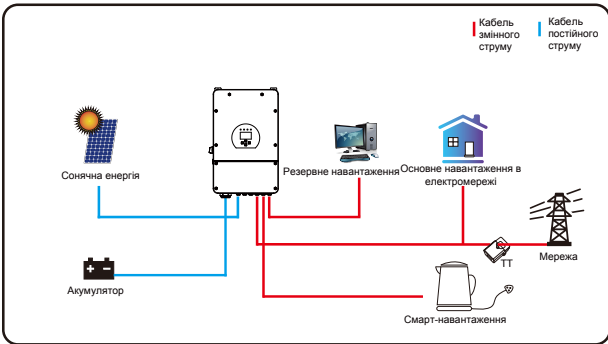 Кабель
змінного
струму
Кабель
постійного
струму
Сонячна енергія
Резервне навантаження
Основне навантаження в
електромережі
ТТ
Мережа
Акумулятор
Смарт-навантаження